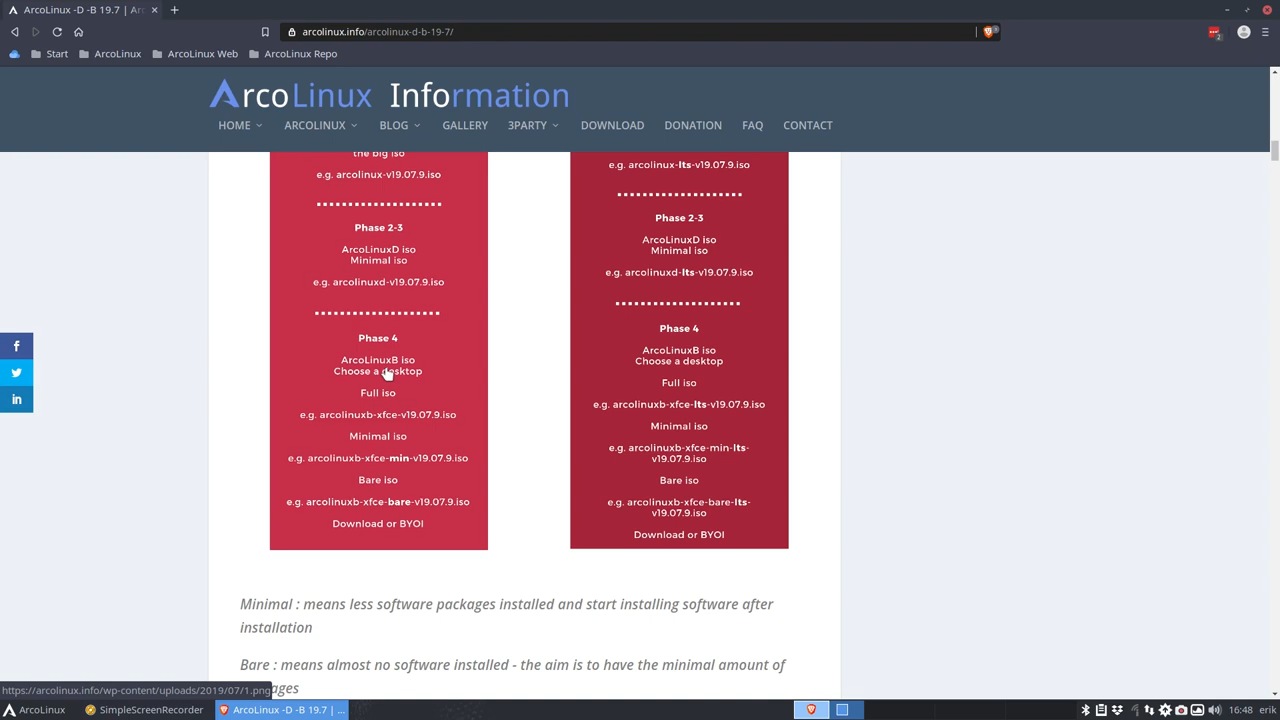 ArcoLinux -D -B 19.7 | Arc
arcolinux.info/arcolinux-d-b-19-7/
2
Start
ArcoLinux
ArcoLinux Web
ArcoLinux Repo
ArcoLinux Information
HOME
ARCOLINUX
BLOG
GALLERY
3PARTY
DOWNLOAD
DONATION
FAQ
CONTACT
the big iso
e.g. arcolinux-v19.07.9.iso
Phase 2-3
ArcoLinuxD iso
Minimal iso
e.g. arcolinuxd-v19.07.9.iso
Phase 4
ArcoLinuxB iso
Choose a desktop
Full iso
e.g. arcolinuxb-xfce-v19.07.9.iso
Minimal iso
e.g. arcolinuxb-xfce-min-v19.07.9.iso
Bare iso
e.g. arcolinuxb-xfce-bare-v19.07.9.iso
Download or BYOI
e.g. arcolinux-lts-v19.07.9.iso
Phase 2-3
ArcoLinuxD iso
Minimal iso
e.g. arcolinuxd-lts-v19.07.9.iso
Phase 4
ArcoLinuxB iso
Choose a desktop
Full iso
e.g. arcolinuxb-xfce-lts-v19.07.9.iso
Minimal iso
e.g. arcolinuxb-xfce-min-lts-
v19.07.9.iso
Bare iso
e.g. arcolinuxb-xfce-bare-lts-
v19.07.9.iso
Download or BYOI
f
in
Minimal : means less software packages installed and start installing software after
installation
Bare : means almost no software installed - the aim is to have the minimal amount of
ages
https://arcolinux.info/wp-content/uploads/2019/07/1.png
ArcoLinux
SimpleScreenRecorder
ArcoLinux -D -B 19.7 | ...
16:48
erik